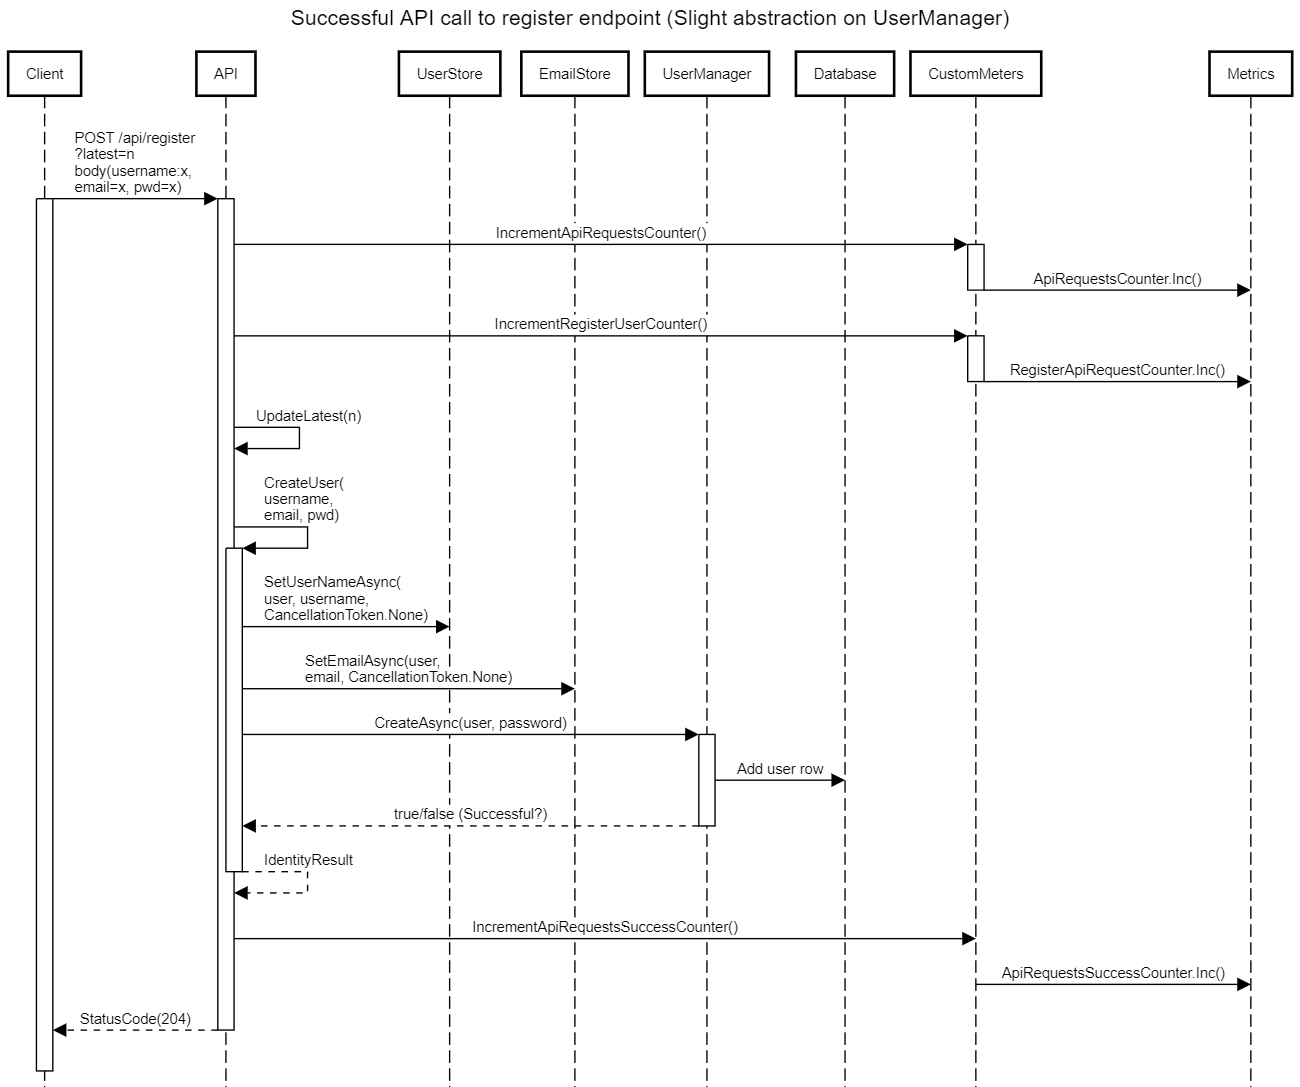 Successful API call to register endpoint (Slight abstraction on UserManager)
Client
API
UserStore
EmailStore
UserManager
Database
CustomMeters
Metrics
POST /api/register
?latest=n
body(username:x,
email=x, pwd=x)
IncrementApiRequestsCounter()
ApiRequestsCounter.Inc()
IncrementRegisterUserCounter()
RegisterApiRequestCounter.Inc()
UpdateLatest(n)
CreateUser(
username,
email, pwd)
SetUserNameAsync(
user, username,
CancellationToken.None)
SetEmailAsync(user,
email, CancellationToken.None)
CreateAsync(user, password)
Add user row
true/false (Successful?)
IdentityResult
IncrementApiRequestsSuccessCounter()
ApiRequestsSuccessCounter.Inc()
StatusCode(204)